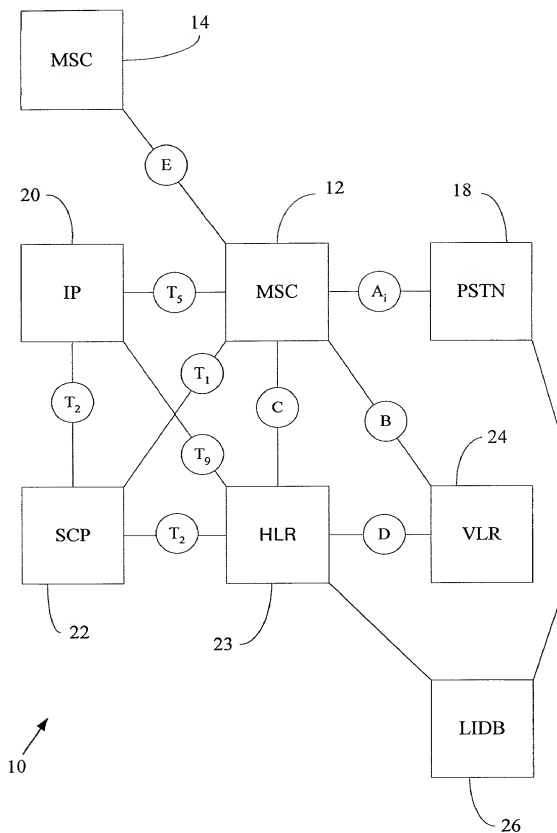 14
MSC
E
20
12
18
IP
T5
MSC
Ai
PSTN
T1
T2
C
B
T9
24
SCP
T2
HLR
D
VLR
22
23
LIDB
10
26